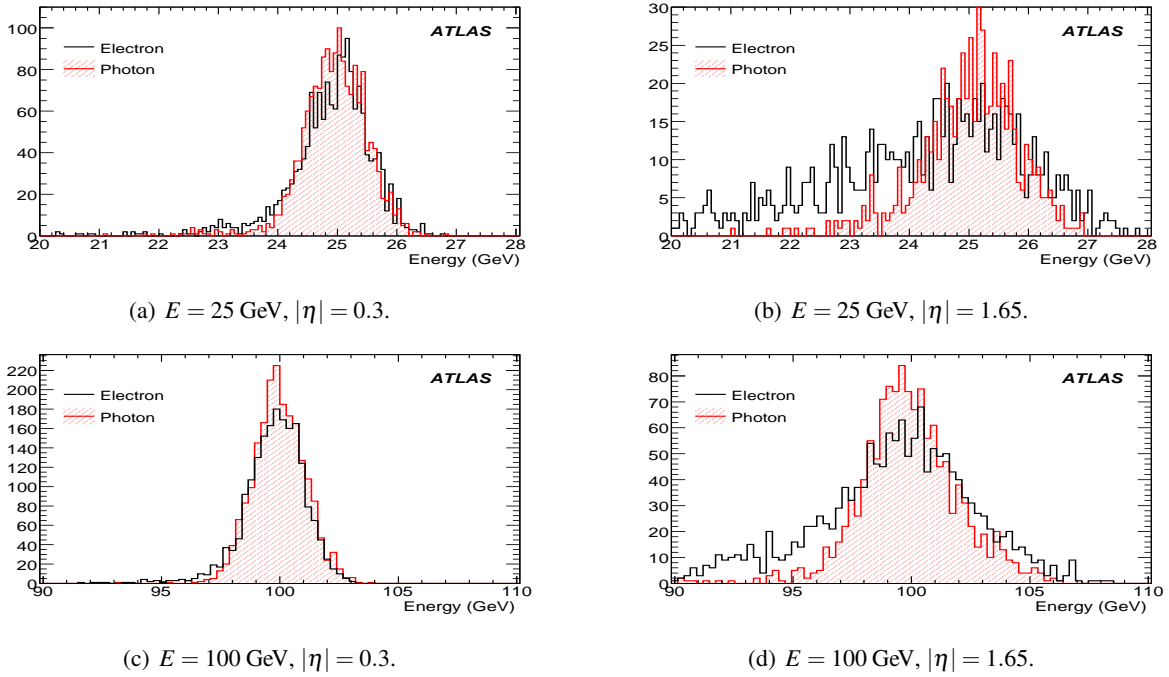 100
80
60
40
20
0
Electron
Photon
ATLAS
20 21 22 23 24 25 26 27 28
Energy (GeV)
(a) E = 25 GeV, |η| = 0.3.
30
25
20
15
10
5
0
Electron
Photon
ATLAS
20 21 22 23 24 25 26 27 28
Energy (GeV)
(b) E = 25 GeV, |η| = 1.65.
220
200
180
160
140
120
100
80
60
40
20
0
Electron
Photon
ATLAS
90 95 100 105 110
Energy (GeV)
(c) E = 100 GeV, |η| = 0.3.
80
70
60
50
40
30
20
10
0
Electron
Photon
ATLAS
90 95 100 105 110
Energy (GeV)
(d) E = 100 GeV, |η| = 1.65.